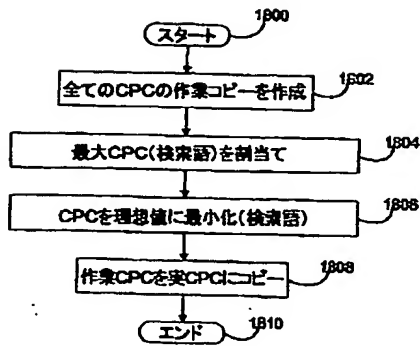 1800
スタート
1802
全てのCPCの作業コピーを作成
1804
最大CPC(検索語)を割当て
1806
CPCを理想値に最小化(検索語)
1808
作業CPCを実CPCにコピー
エンド
1810